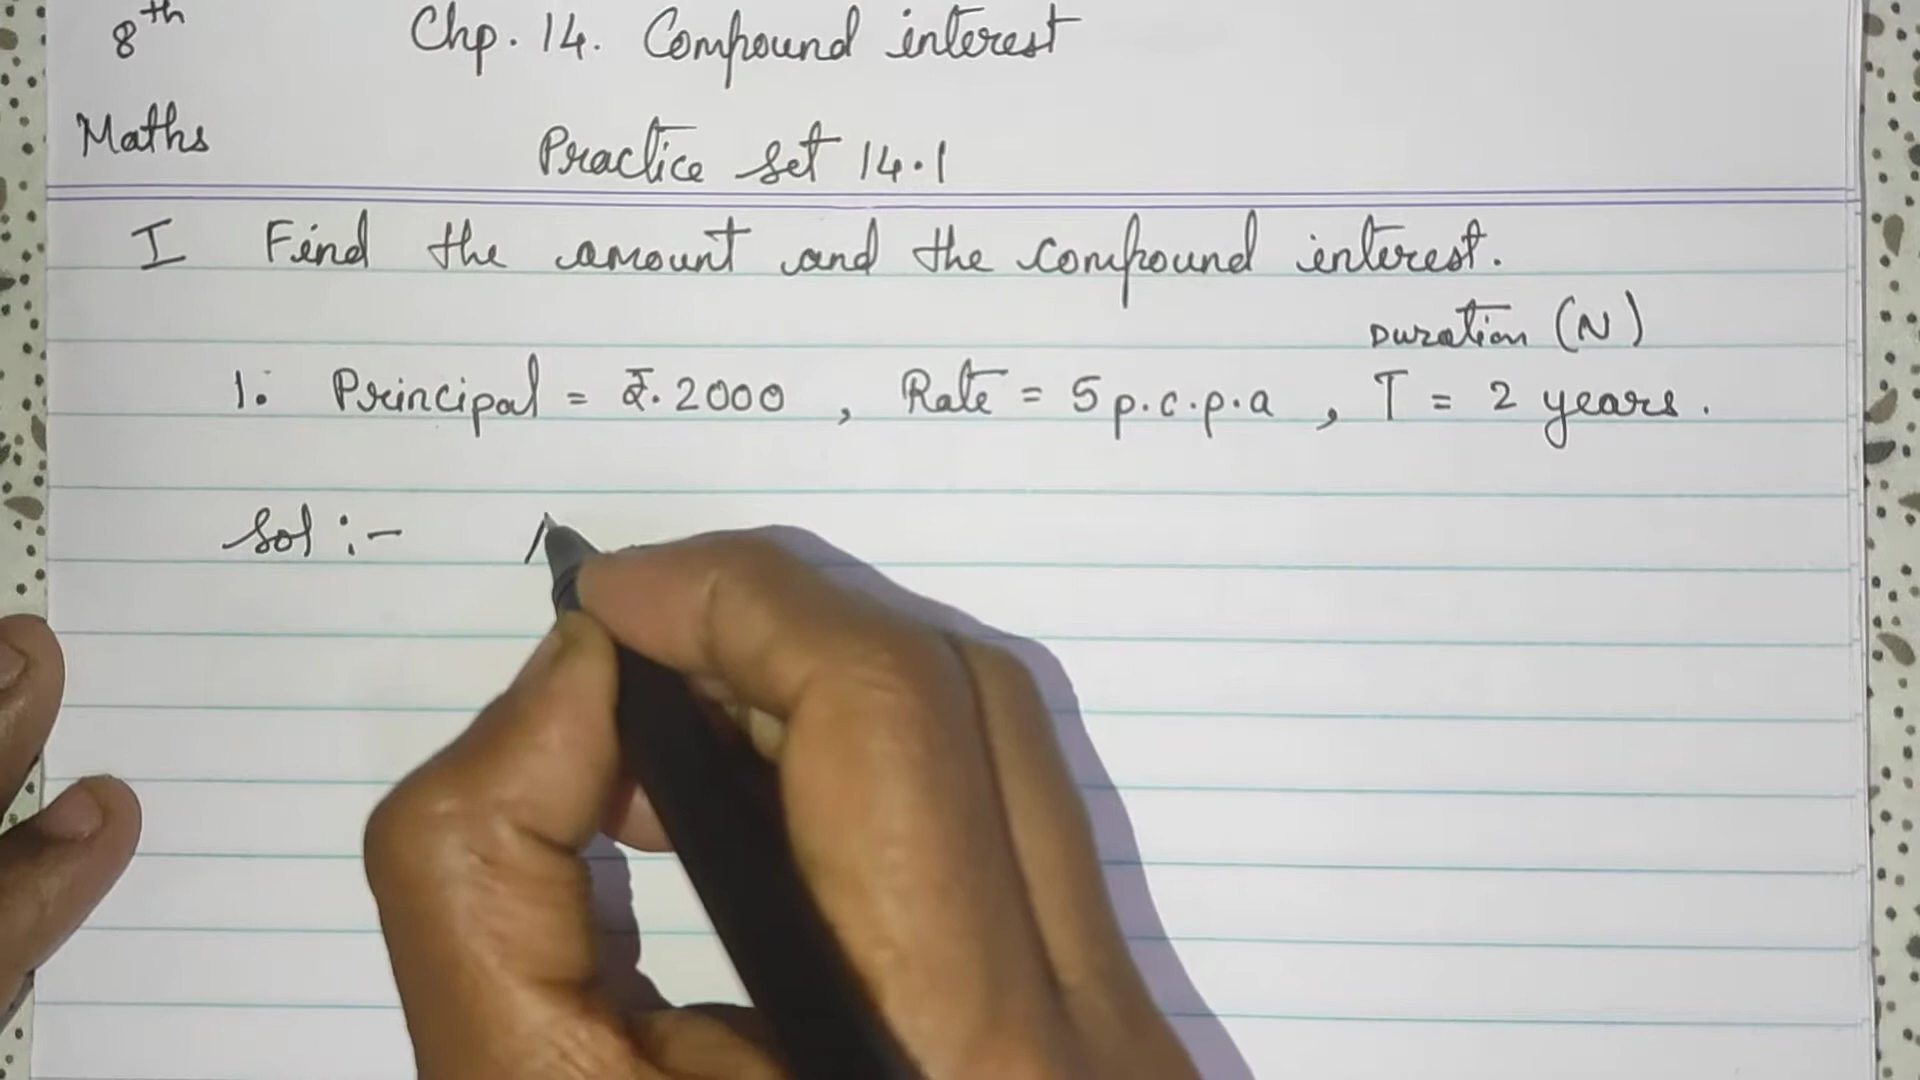 8th Chp. 14. Compound interest
Maths Practice set 14.1
I Find the amount and the compound interest.
Duration (N)
1. Principal = ₹. 2000 , Rate = 5 p.c.p.a , T = 2 years.
Sol :-